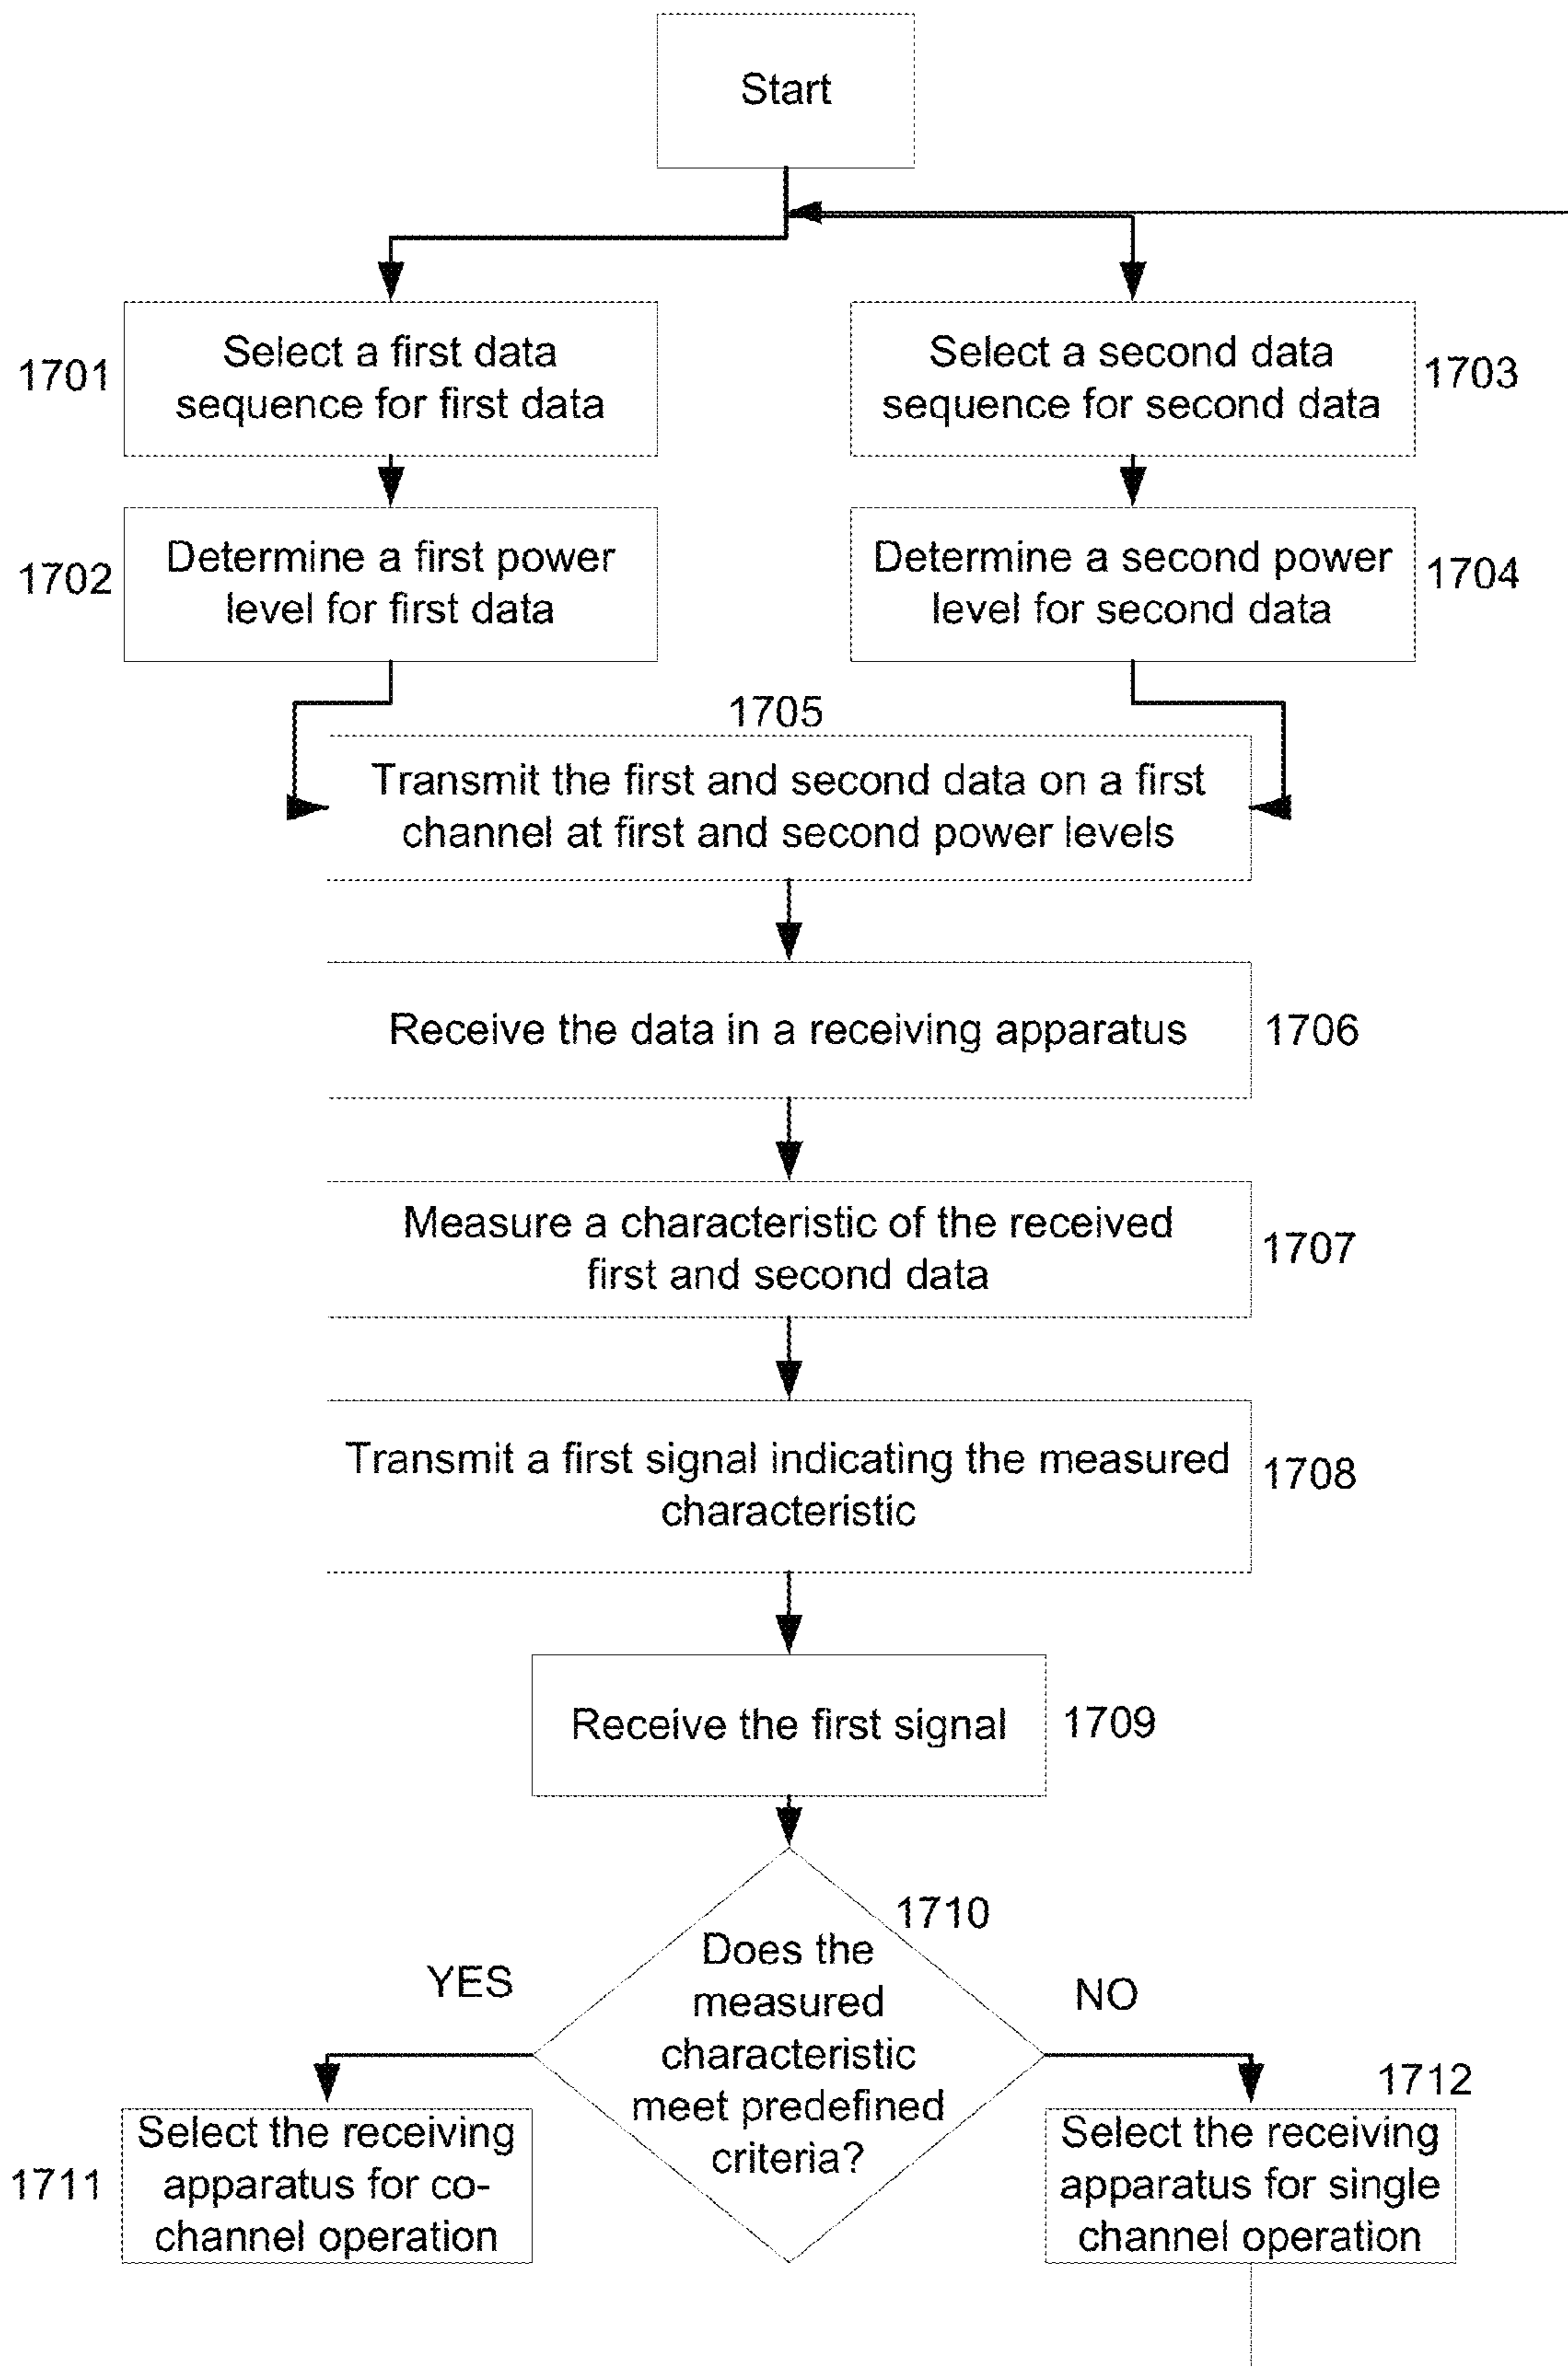 Start
1701
Select a first data
sequence for first data
Select a second data
sequence for second data
1703
1702
Determine a first power
level for first data
Determine a second power
level for second data
1704
1705
Transmit the first and second data on a first
channel at first and second power levels
Receive the data in a receiving apparatus
1706
Measure a characteristic of the received
first and second data
1707
Transmit a first signal indicating the measured
characteristic
1708
Receive the first signal
1709
1710
Does the
measured
characteristic
meet predefined
criteria?
YES
NO
1711
Select the receiving
apparatus for co-
channel operation
1712
Select the receiving
apparatus for single
channel operation